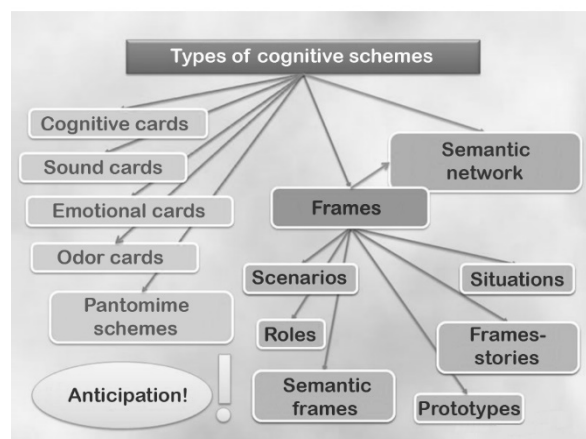 Types of cognitive schemes
Cognitive cards
Sound cards
Emotional cards
Odor cards
Pantomime
schemes
Anticipation!
!
Semantic
network
Frames
Scenarios
Situations
Roles
Frames-
stories
Semantic
frames
Prototypes